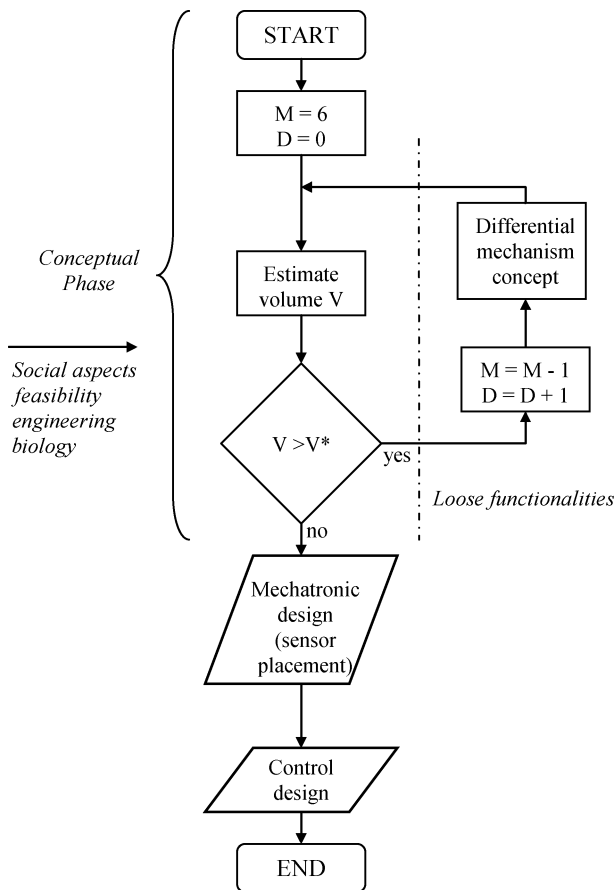 START
M = 6
D = 0
Differential
mechanism
concept
Conceptual
Phase
Estimate
volume V
Social aspects
feasibility
engineering
biology
M = M - 1
D = D + 1
V >V*
yes
Loose functionalities
no
Mechatronic
design
(sensor
placement)
Control
design
END